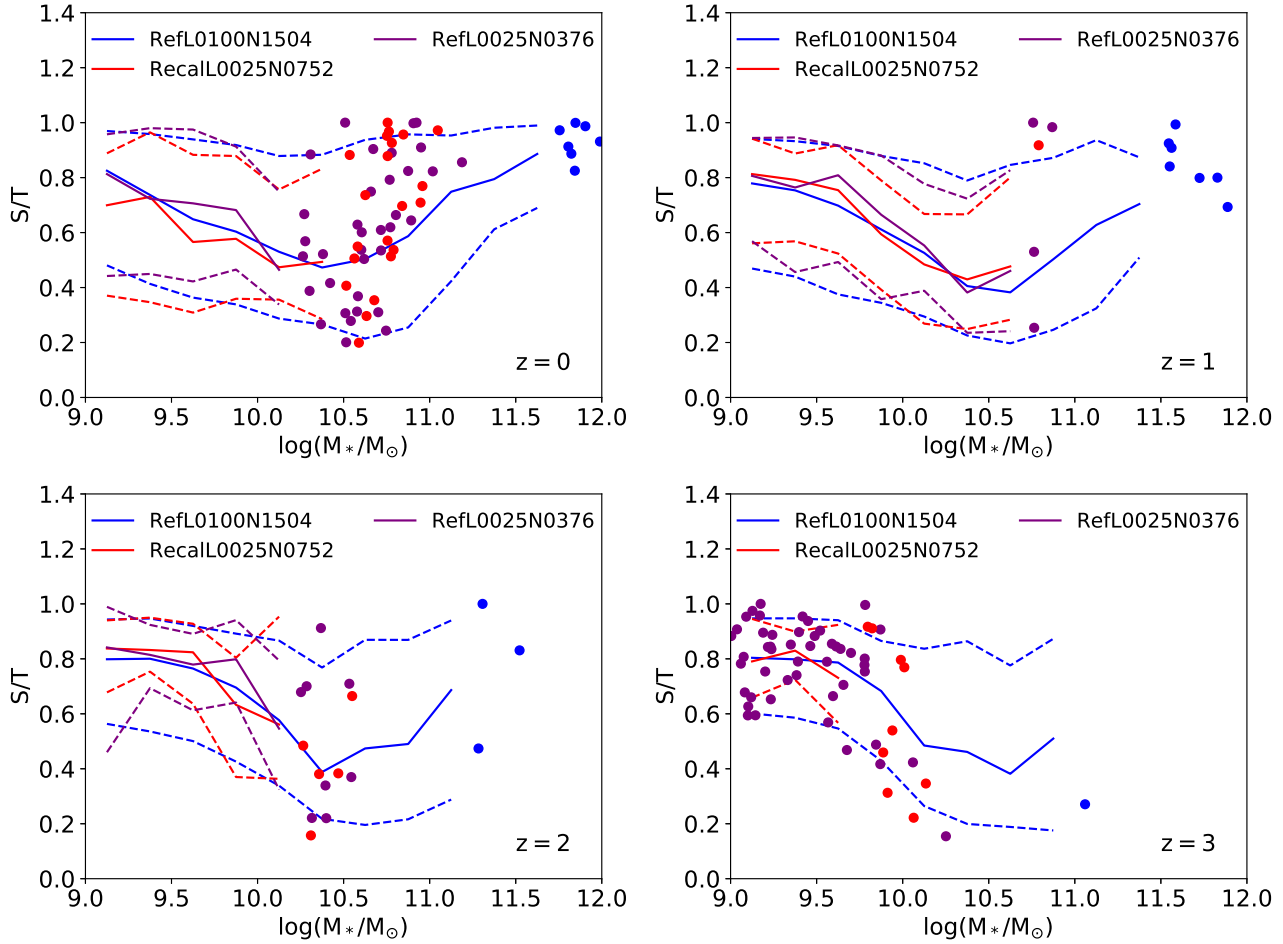 1.4
1.2
1.0
0.8
0.6
0.4
0.2
0.0
S/T
RefL0100N1504
RecalL0025N0752
RefL0025N0376
z = 0
9.0 9.5 10.0 10.5 11.0 11.5 12.0
log(M*/M⊙)
1.4
1.2
1.0
0.8
0.6
0.4
0.2
0.0
S/T
RefL0100N1504
RecalL0025N0752
RefL0025N0376
z = 1
9.0 9.5 10.0 10.5 11.0 11.5 12.0
log(M*/M⊙)
1.4
1.2
1.0
0.8
0.6
0.4
0.2
0.0
S/T
RefL0100N1504
RecalL0025N0752
RefL0025N0376
z = 2
9.0 9.5 10.0 10.5 11.0 11.5 12.0
log(M*/M⊙)
1.4
1.2
1.0
0.8
0.6
0.4
0.2
0.0
S/T
RefL0100N1504
RecalL0025N0752
RefL0025N0376
z = 3
9.0 9.5 10.0 10.5 11.0 11.5 12.0
log(M*/M⊙)